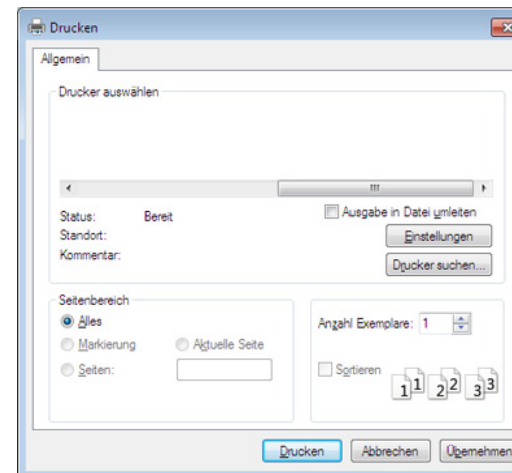 Drucken
Allgemein
Drucker auswählen
Status: Bereit
Ausgabe in Datei umleiten
Standort:
Einstellungen
Kommentar:
Drucker suchen...
Seitenbereich
Alles
Anzahl Exemplare: 1
Markierung Aktuelle Seite
Seiten:
Sortieren
1 1 2 2 3 3
Drucken Abbrechen Übernehmen